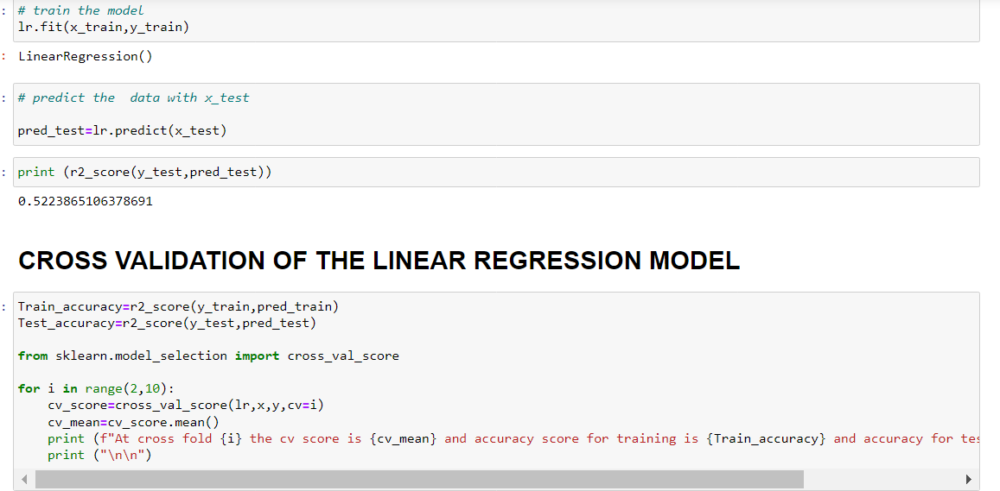 : # train the model
lr.fit(x_train,y_train)
: LinearRegression()
: # predict the  data with x_test
pred_test=lr.predict(x_test)
: print (r2_score(y_test,pred_test))
0.5223865106378691
CROSS VALIDATION OF THE LINEAR REGRESSION MODEL
: Train_accuracy=r2_score(y_train,pred_train)
Test_accuracy=r2_score(y_test,pred_test)
from sklearn.model_selection import cross_val_score
for i in range(2,10):
    cv_score=cross_val_score(lr,x,y,cv=i)
    cv_mean=cv_score.mean()
    print (f"At cross fold {i} the cv score is {cv_mean} and accuracy score for training is {Train_accuracy} and accuracy for tes
    print ("\n\n")